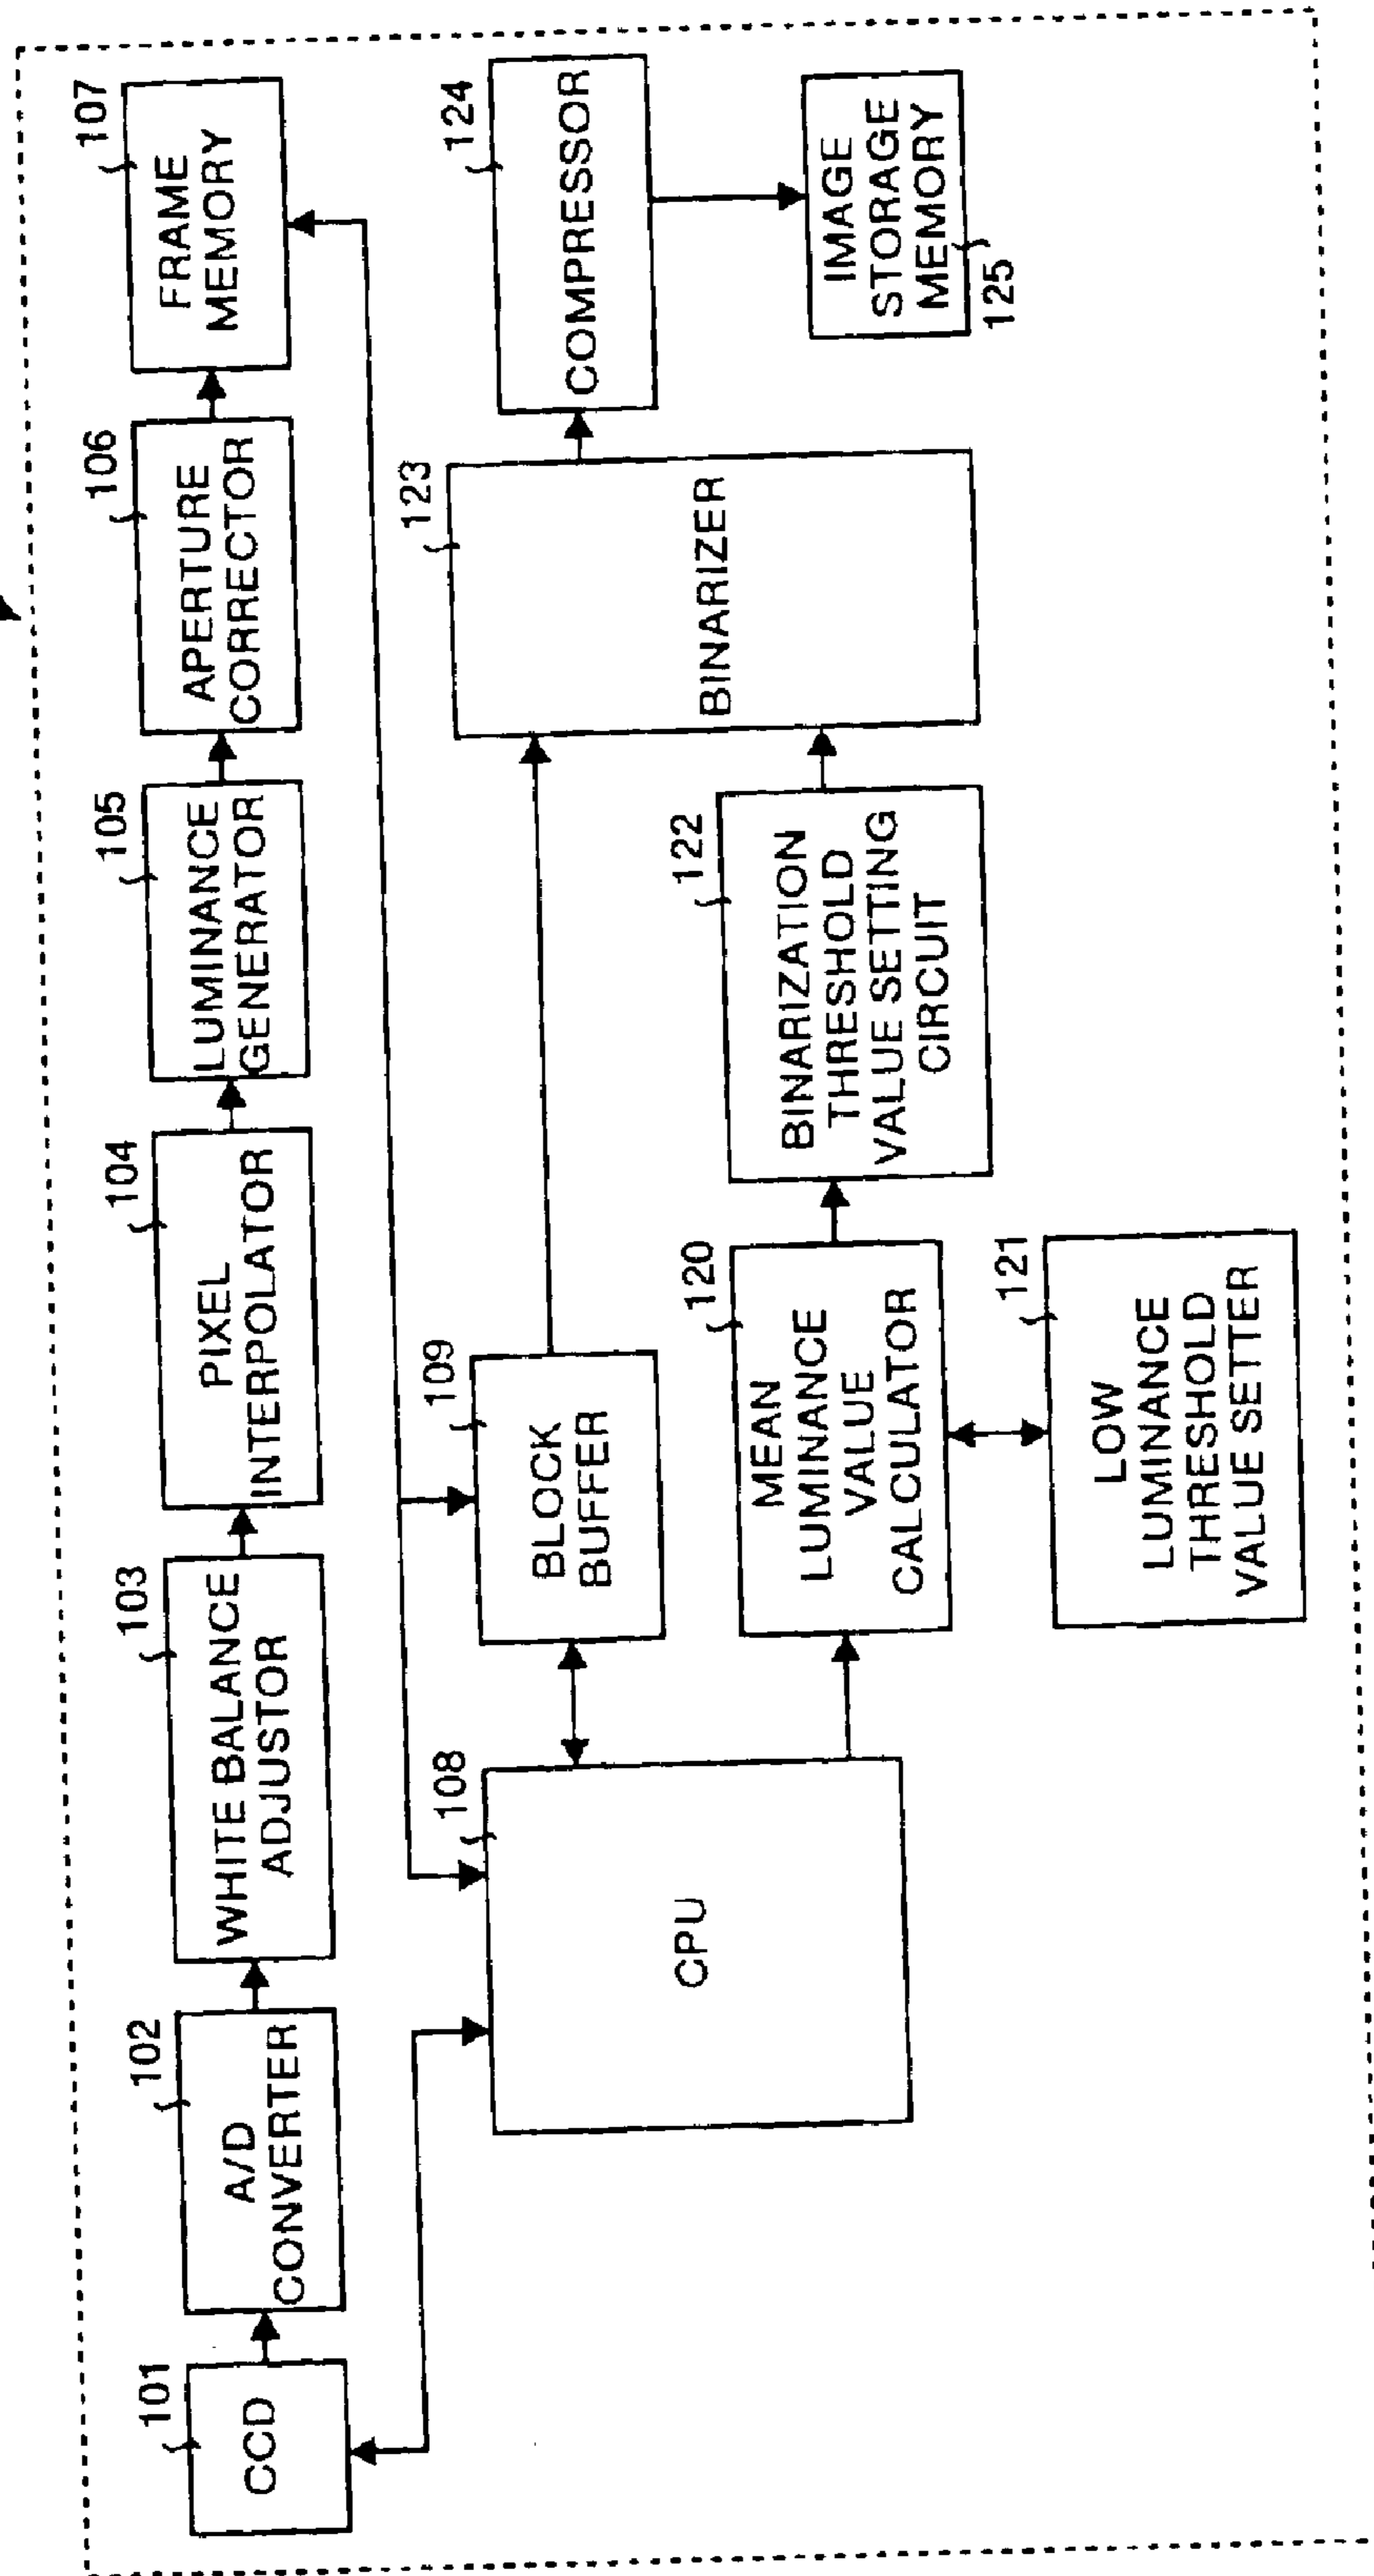 101
CCD
102
A/D
CONVERTER
103
WHITE BALANCE
ADJUSTOR
104
PIXEL
INTERPOLATOR
105
LUMINANCE
GENERATOR
106
APERTURE
CORRECTOR
107
FRAME
MEMORY
108
CPU
109
BLOCK
BUFFER
120
MEAN
LUMINANCE
VALUE
CALCULATOR
121
LOW
LUMINANCE
THRESHOLD
VALUE SETTER
122
BINARIZATION
THRESHOLD
VALUE SETTING
CIRCUIT
123
BINARIZER
124
COMPRESSOR
IMAGE
STORAGE
MEMORY
125